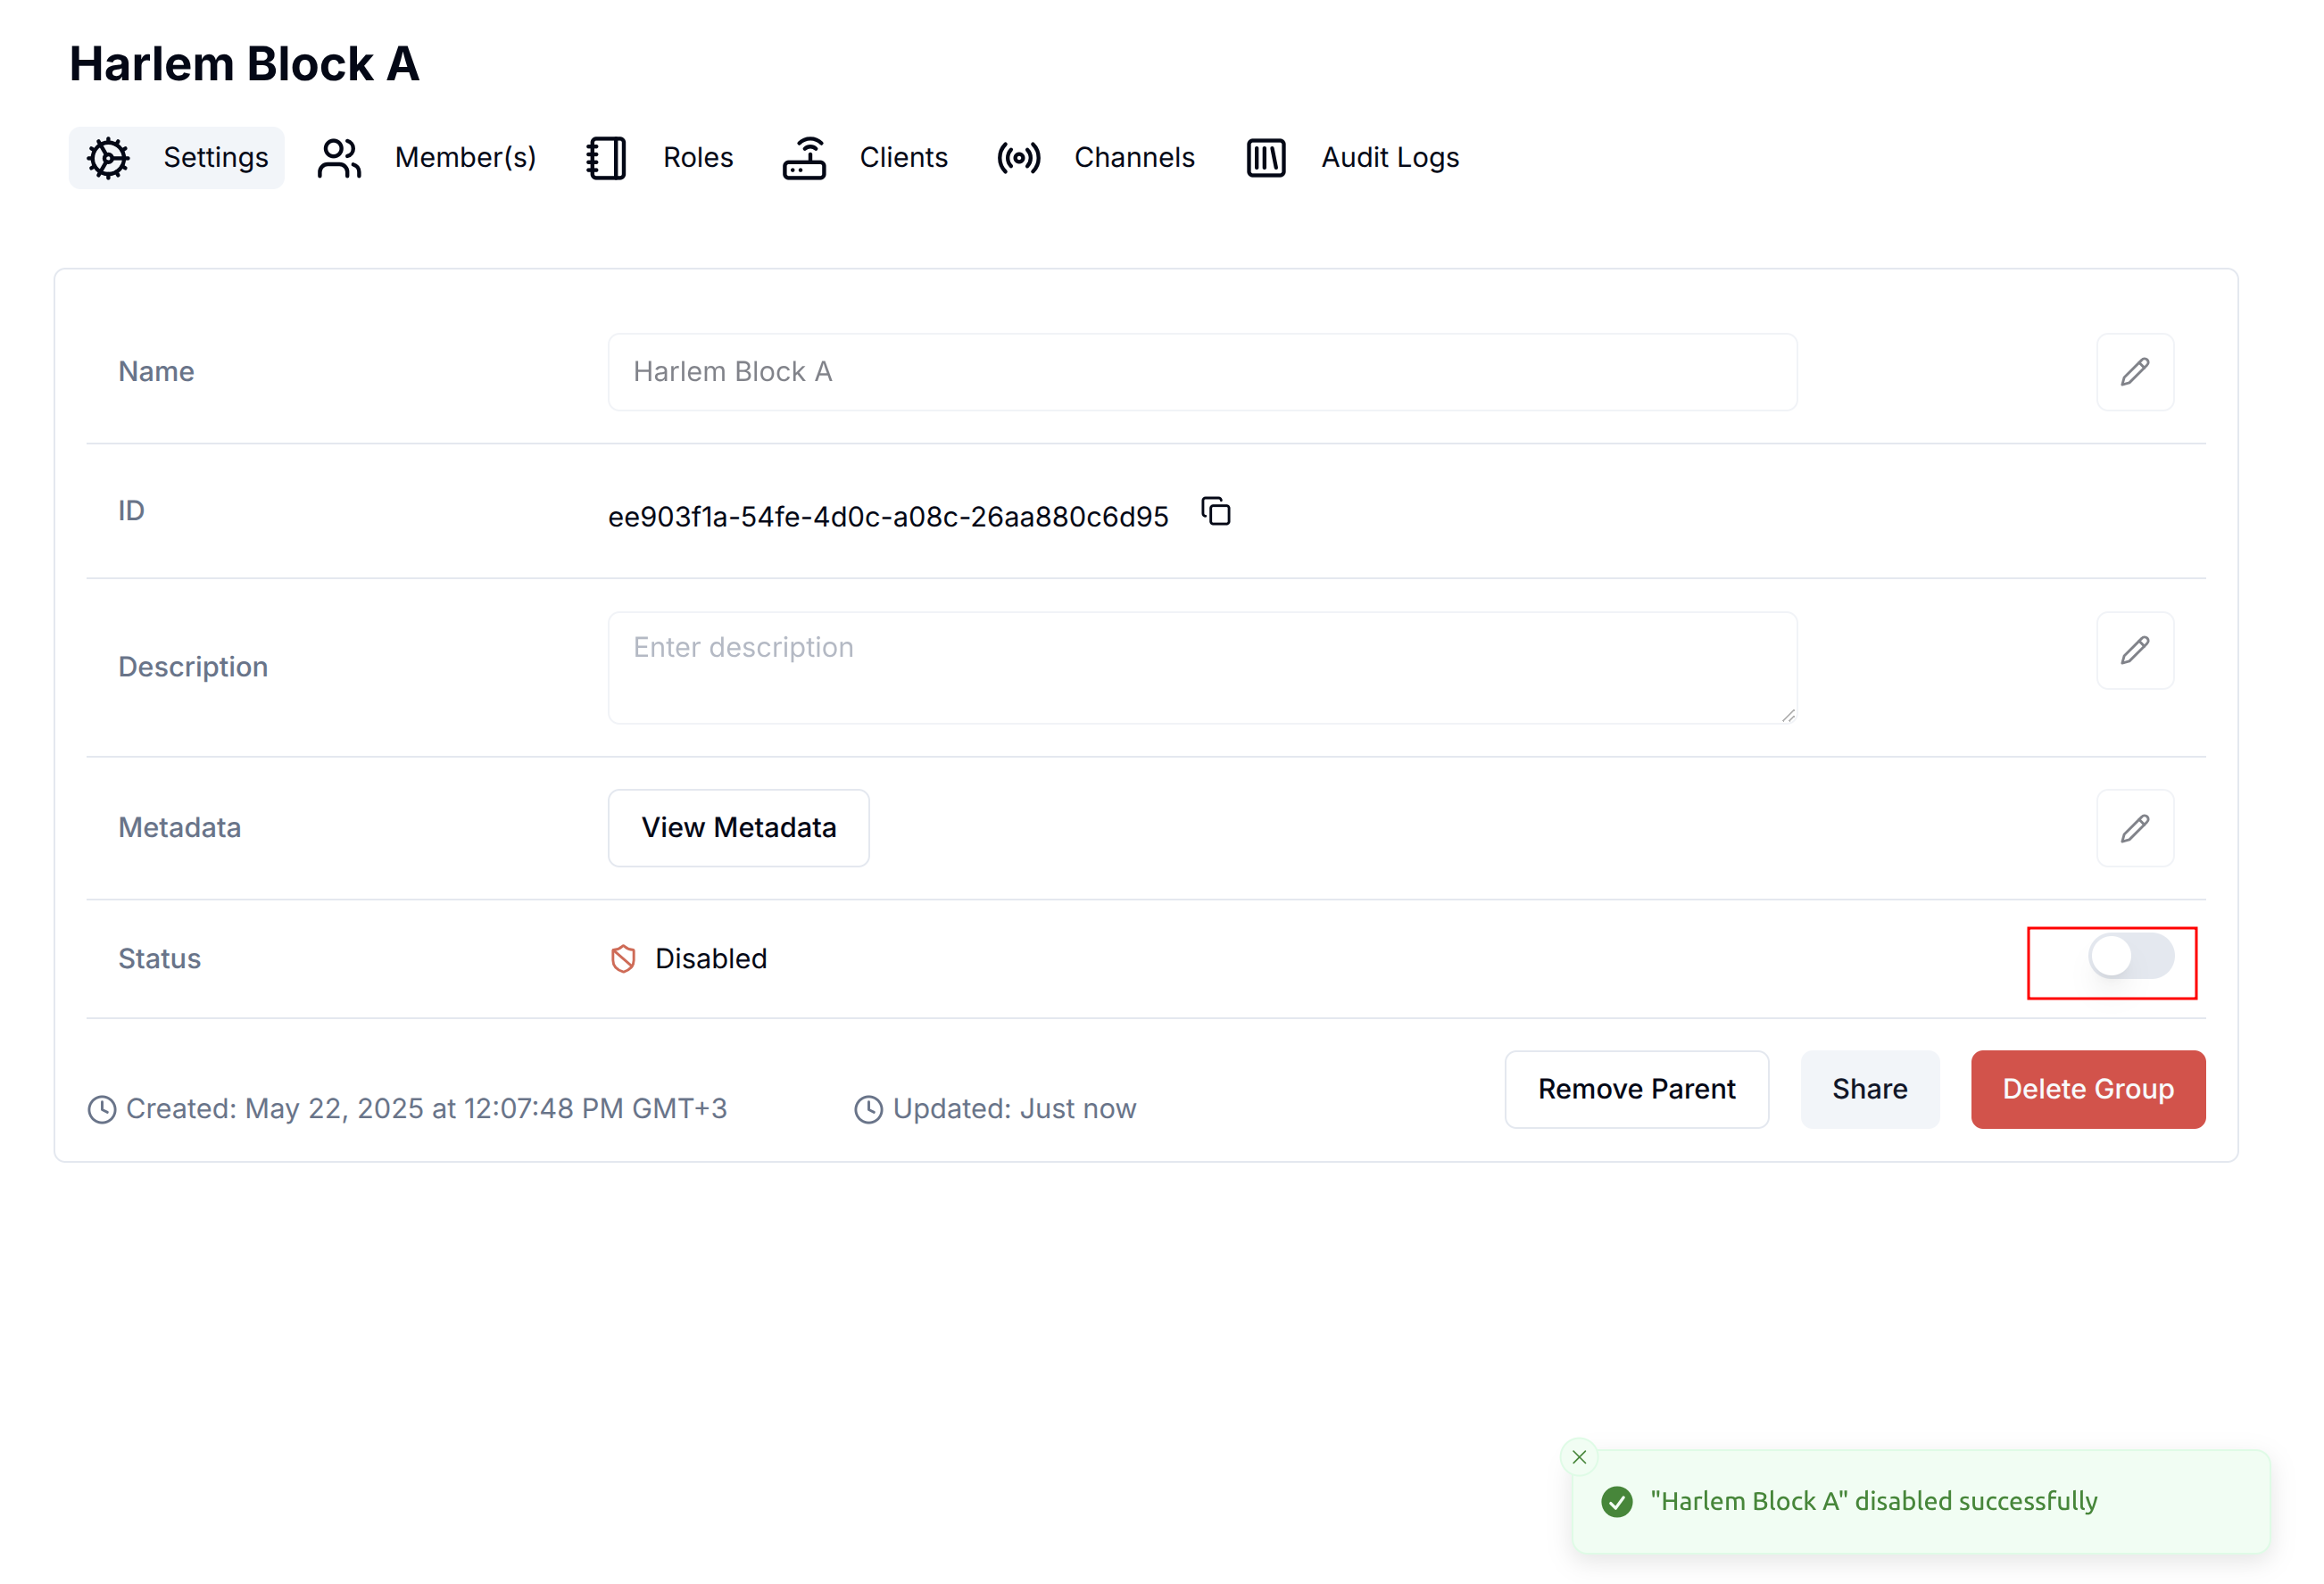 Harlem Block A
Settings Member(s) Roles Clients Channels Audit Logs
Name Harlem Block A
ID ee903f1a-54fe-4d0c-a08c-26aa880c6d95
Description Enter description
Metadata View Metadata
Status Disabled
Created: May 22, 2025 at 12:07:48 PM GMT+3 Updated: Just now Remove Parent Share Delete Group
"Harlem Block A" disabled successfully